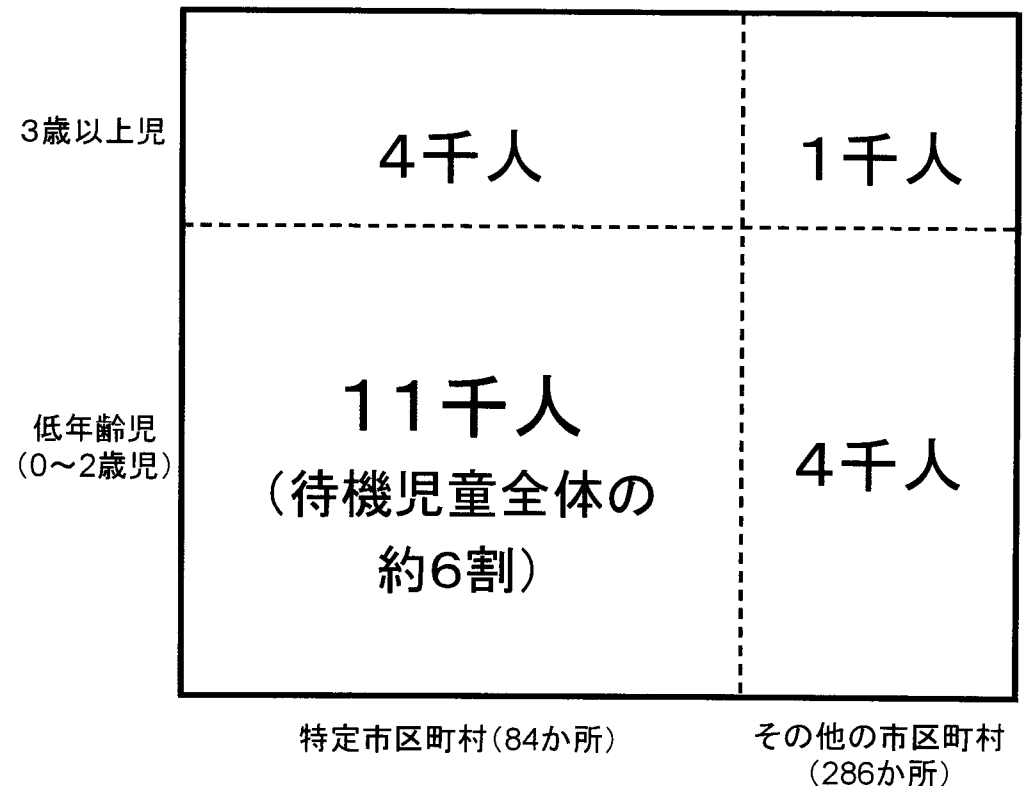 3歳以上児
4千人
1千人
低年齢児
(0～2歳児)
11千人
(待機児童全体の
約6割)
4千人
特定市区町村(84か所)
その他の市区町村
(286か所)